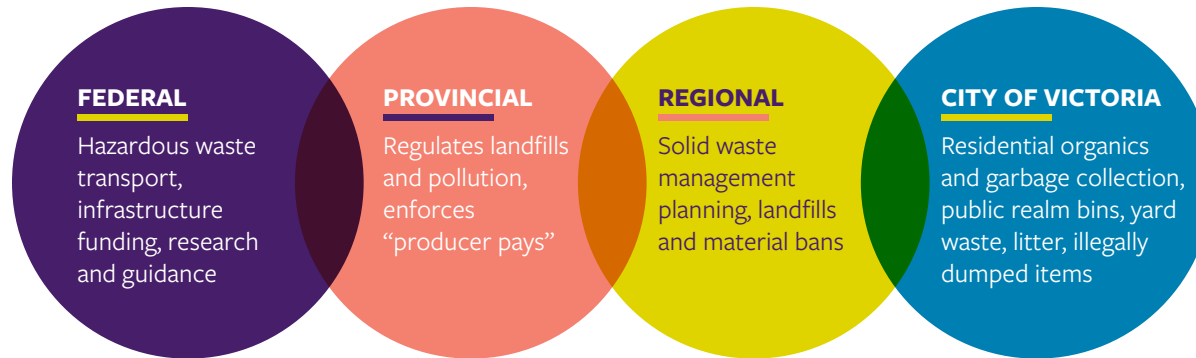 FEDERAL
Hazardous waste
transport,
infrastructure
funding, research
and guidance
PROVINCIAL
Regulates landfills
and pollution,
enforces
“producer pays”
REGIONAL
Solid waste
management
planning, landfills
and material bans
CITY OF VICTORIA
Residential organics
and garbage collection,
public realm bins, yard
waste, litter, illegally
dumped items